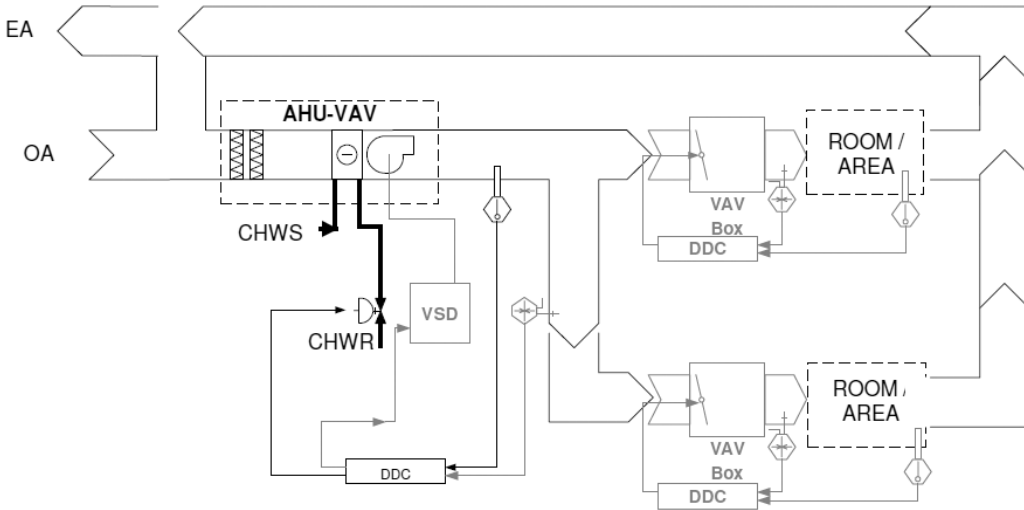 EA
AHU-VAV
OA
ROOM /
AREA
VAV
Box
DDC
CHWS
VSD
CHWR
ROOM /
AREA
VAV
Box
DDC
DDC